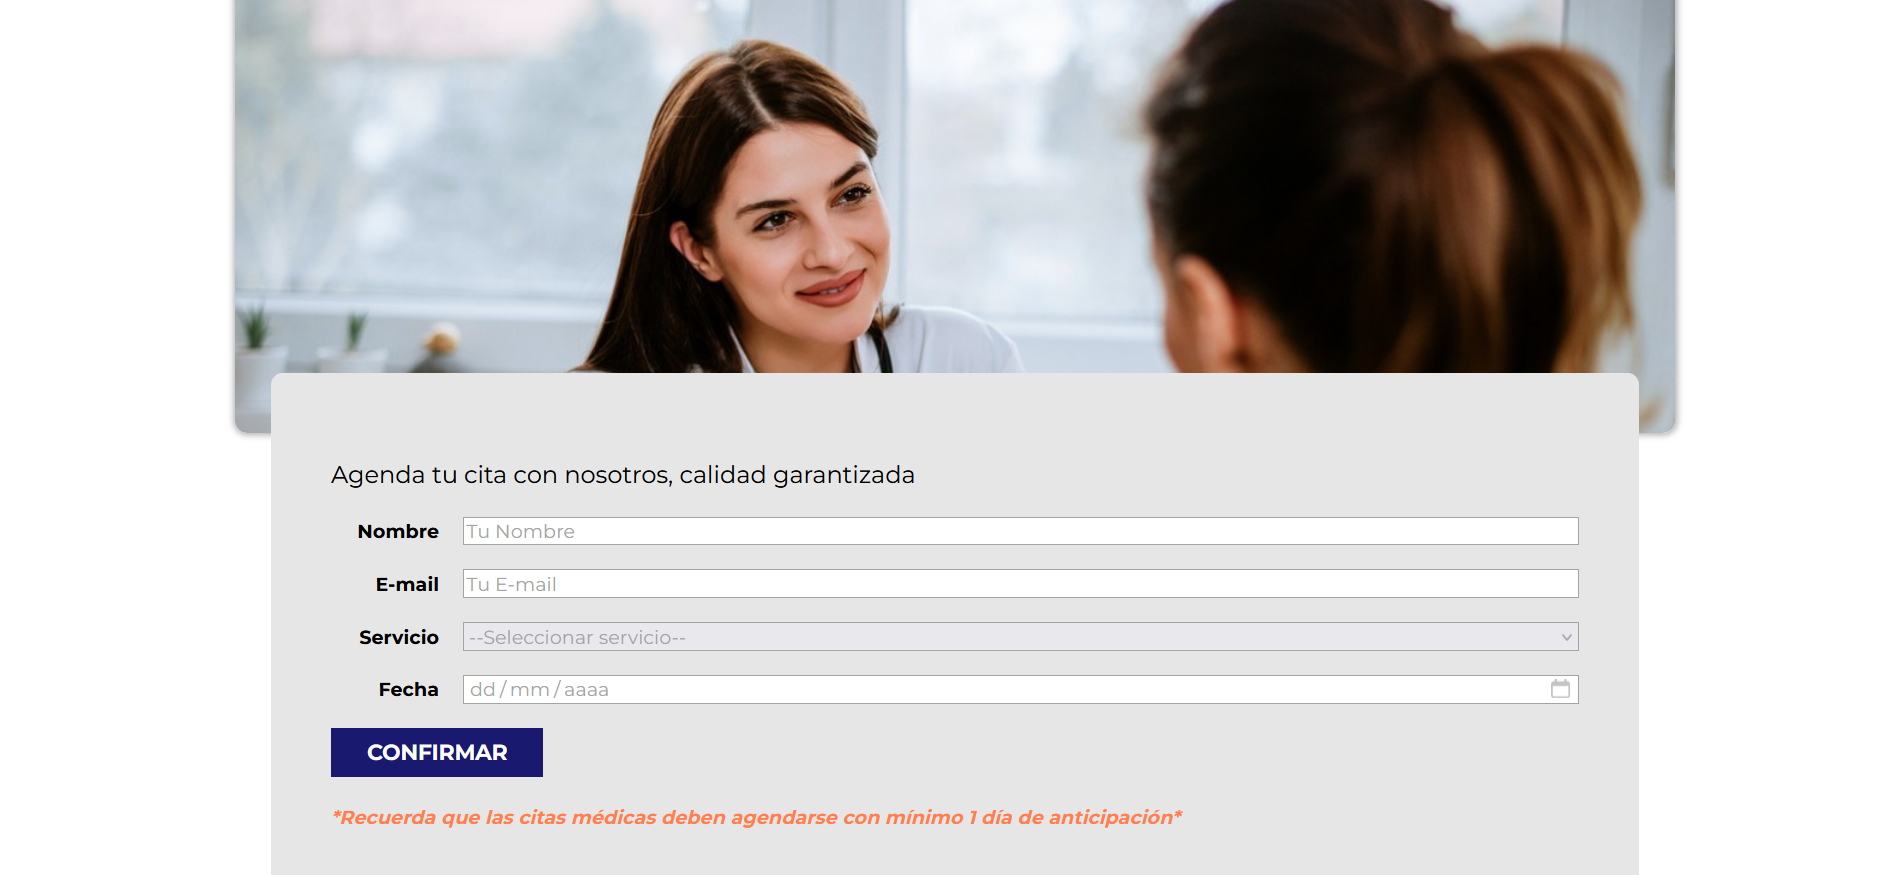 Agenda tu cita con nosotros, calidad garantizada
Nombre Tu Nombre
E-mail Tu E-mail
Servicio --Seleccionar servicio--
Fecha dd/mm/aaaa
CONFIRMAR
*Recuerda que las citas médicas deben agendarse con mínimo 1 día de anticipación*